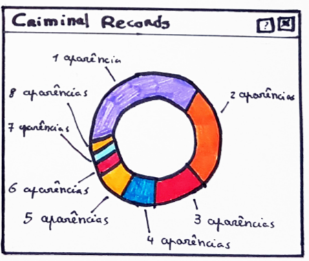 Criminal Records
? X
1 aparência
2 aparências
8 aparências
7 aparências
6 aparências
5 aparências
3 aparências
4 aparências